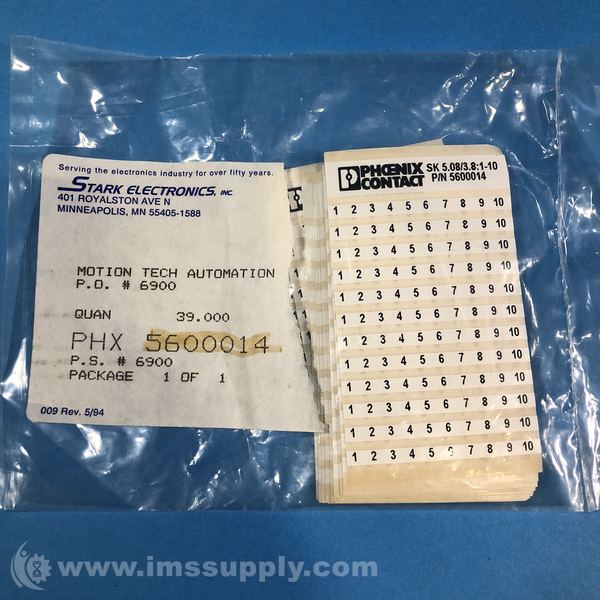 Serving the electronics industry for over fifty years.
STARK ELECTRONICS, INC.
401 ROYALSTON AVE N
MINNEAPOLIS, MN 55405-1588
MOTION TECH AUTOMATION
P.O. # 6900
QUAN 39.000
PHX 5600014
P.S. # 6900
PACKAGE 1 OF 1
009 Rev. 5/94
PHŒNIX CONTACT
SK 5.08/3.8:1-10
P/N 5600014
1 2 3 4 5 6 7 8 9 10
1 2 3 4 5 6 7 8 9 10
1 2 3 4 5 6 7 8 9 10
1 2 3 4 5 6 7 8 9 10
1 2 3 4 5 6 7 8 9 10
1 2 3 4 5 6 7 8 9 10
1 2 3 4 5 6 7 8 9 10
1 2 3 4 5 6 7 8 9 10
1 2 3 4 5 6 7 8 9 10
1 2 3 4 5 6 7 8 9 10
1 2 3 4 5 6 7 8 9 10
1 2 3 4 5 6 7 8 9 10
www.imssupply.com